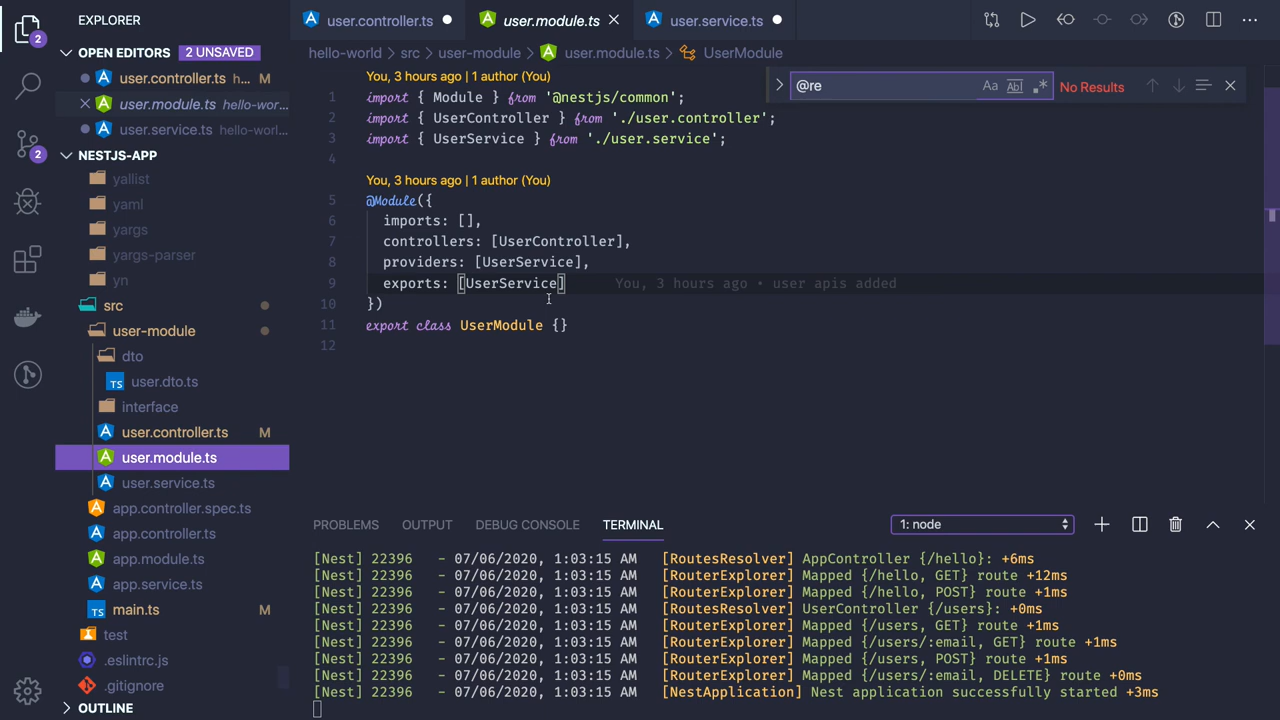 EXPLORER
OPEN EDITORS 2 UNSAVED
user.controller.ts h... M
user.module.ts hello-wor...
user.service.ts hello-worl...
NESTJS-APP
yallist
yaml
yargs
yargs-parser
yn
src
user-module
dto
TS user.dto.ts
interface
user.controller.ts M
user.module.ts
user.service.ts
app.controller.spec.ts
app.controller.ts
app.module.ts
app.service.ts
TS main.ts M
test
.eslintrc.js
.gitignore
OUTLINE
2
2
user.controller.ts
user.module.ts
user.service.ts
hello-world > src > user-module > user.module.ts > UserModule
@re Aa Abl .* No Results
You, 3 hours ago | 1 author (You)
1 import { Module } from '@nestjs/common';
2 import { UserController } from './user.controller';
3 import { UserService } from './user.service';
4
You, 3 hours ago | 1 author (You)
5 @Module({
6 imports: [],
7 controllers: [UserController],
8 providers: [UserService],
9 exports: [UserService] You, 3 hours ago • user apis added
10 })
11 export class UserModule {}
12
PROBLEMS OUTPUT DEBUG CONSOLE TERMINAL 1: node
[Nest] 22396 - 07/06/2020, 1:03:15 AM [RoutesResolver] AppController {/hello}: +6ms
[Nest] 22396 - 07/06/2020, 1:03:15 AM [RouterExplorer] Mapped {/hello, GET} route +12ms
[Nest] 22396 - 07/06/2020, 1:03:15 AM [RouterExplorer] Mapped {/hello, POST} route +1ms
[Nest] 22396 - 07/06/2020, 1:03:15 AM [RoutesResolver] UserController {/users}: +0ms
[Nest] 22396 - 07/06/2020, 1:03:15 AM [RouterExplorer] Mapped {/users, GET} route +1ms
[Nest] 22396 - 07/06/2020, 1:03:15 AM [RouterExplorer] Mapped {/users/:email, GET} route +1ms
[Nest] 22396 - 07/06/2020, 1:03:15 AM [RouterExplorer] Mapped {/users, POST} route +1ms
[Nest] 22396 - 07/06/2020, 1:03:15 AM [RouterExplorer] Mapped {/users/:email, DELETE} route +0ms
[Nest] 22396 - 07/06/2020, 1:03:15 AM [NestApplication] Nest application successfully started +3ms